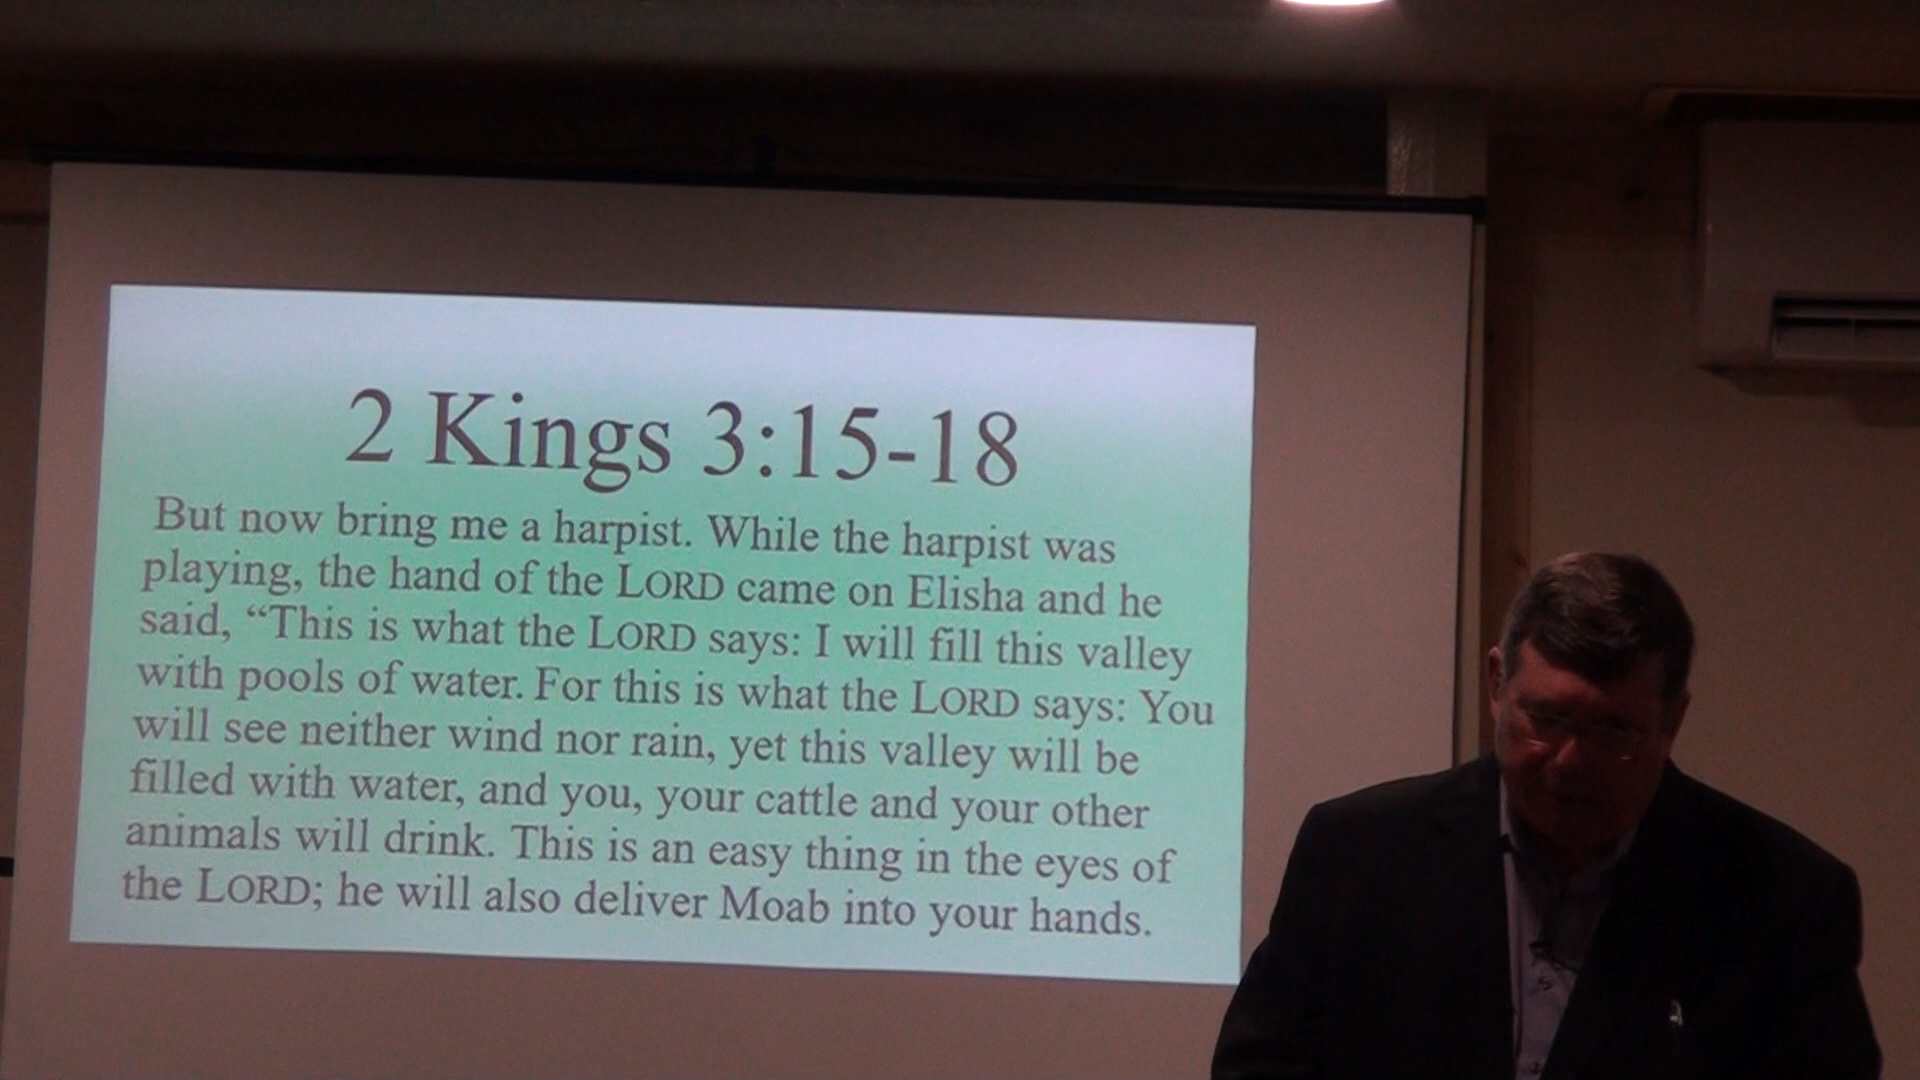 2 Kings 3:15-18
But now bring me a harpist. While the harpist was
playing, the hand of the LORD came on Elisha and he
said, “This is what the LORD says: I will fill this valley
with pools of water. For this is what the LORD says: You
will see neither wind nor rain, yet this valley will be
filled with water, and you, your cattle and your other
animals will drink. This is an easy thing in the eyes of
the LORD; he will also deliver Moab into your hands.